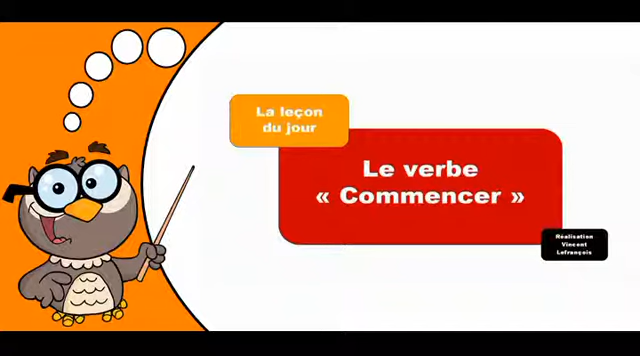 La leçon
du jour
Le verbe
« Commencer »
Réalisation
Vincent
Lefrançois